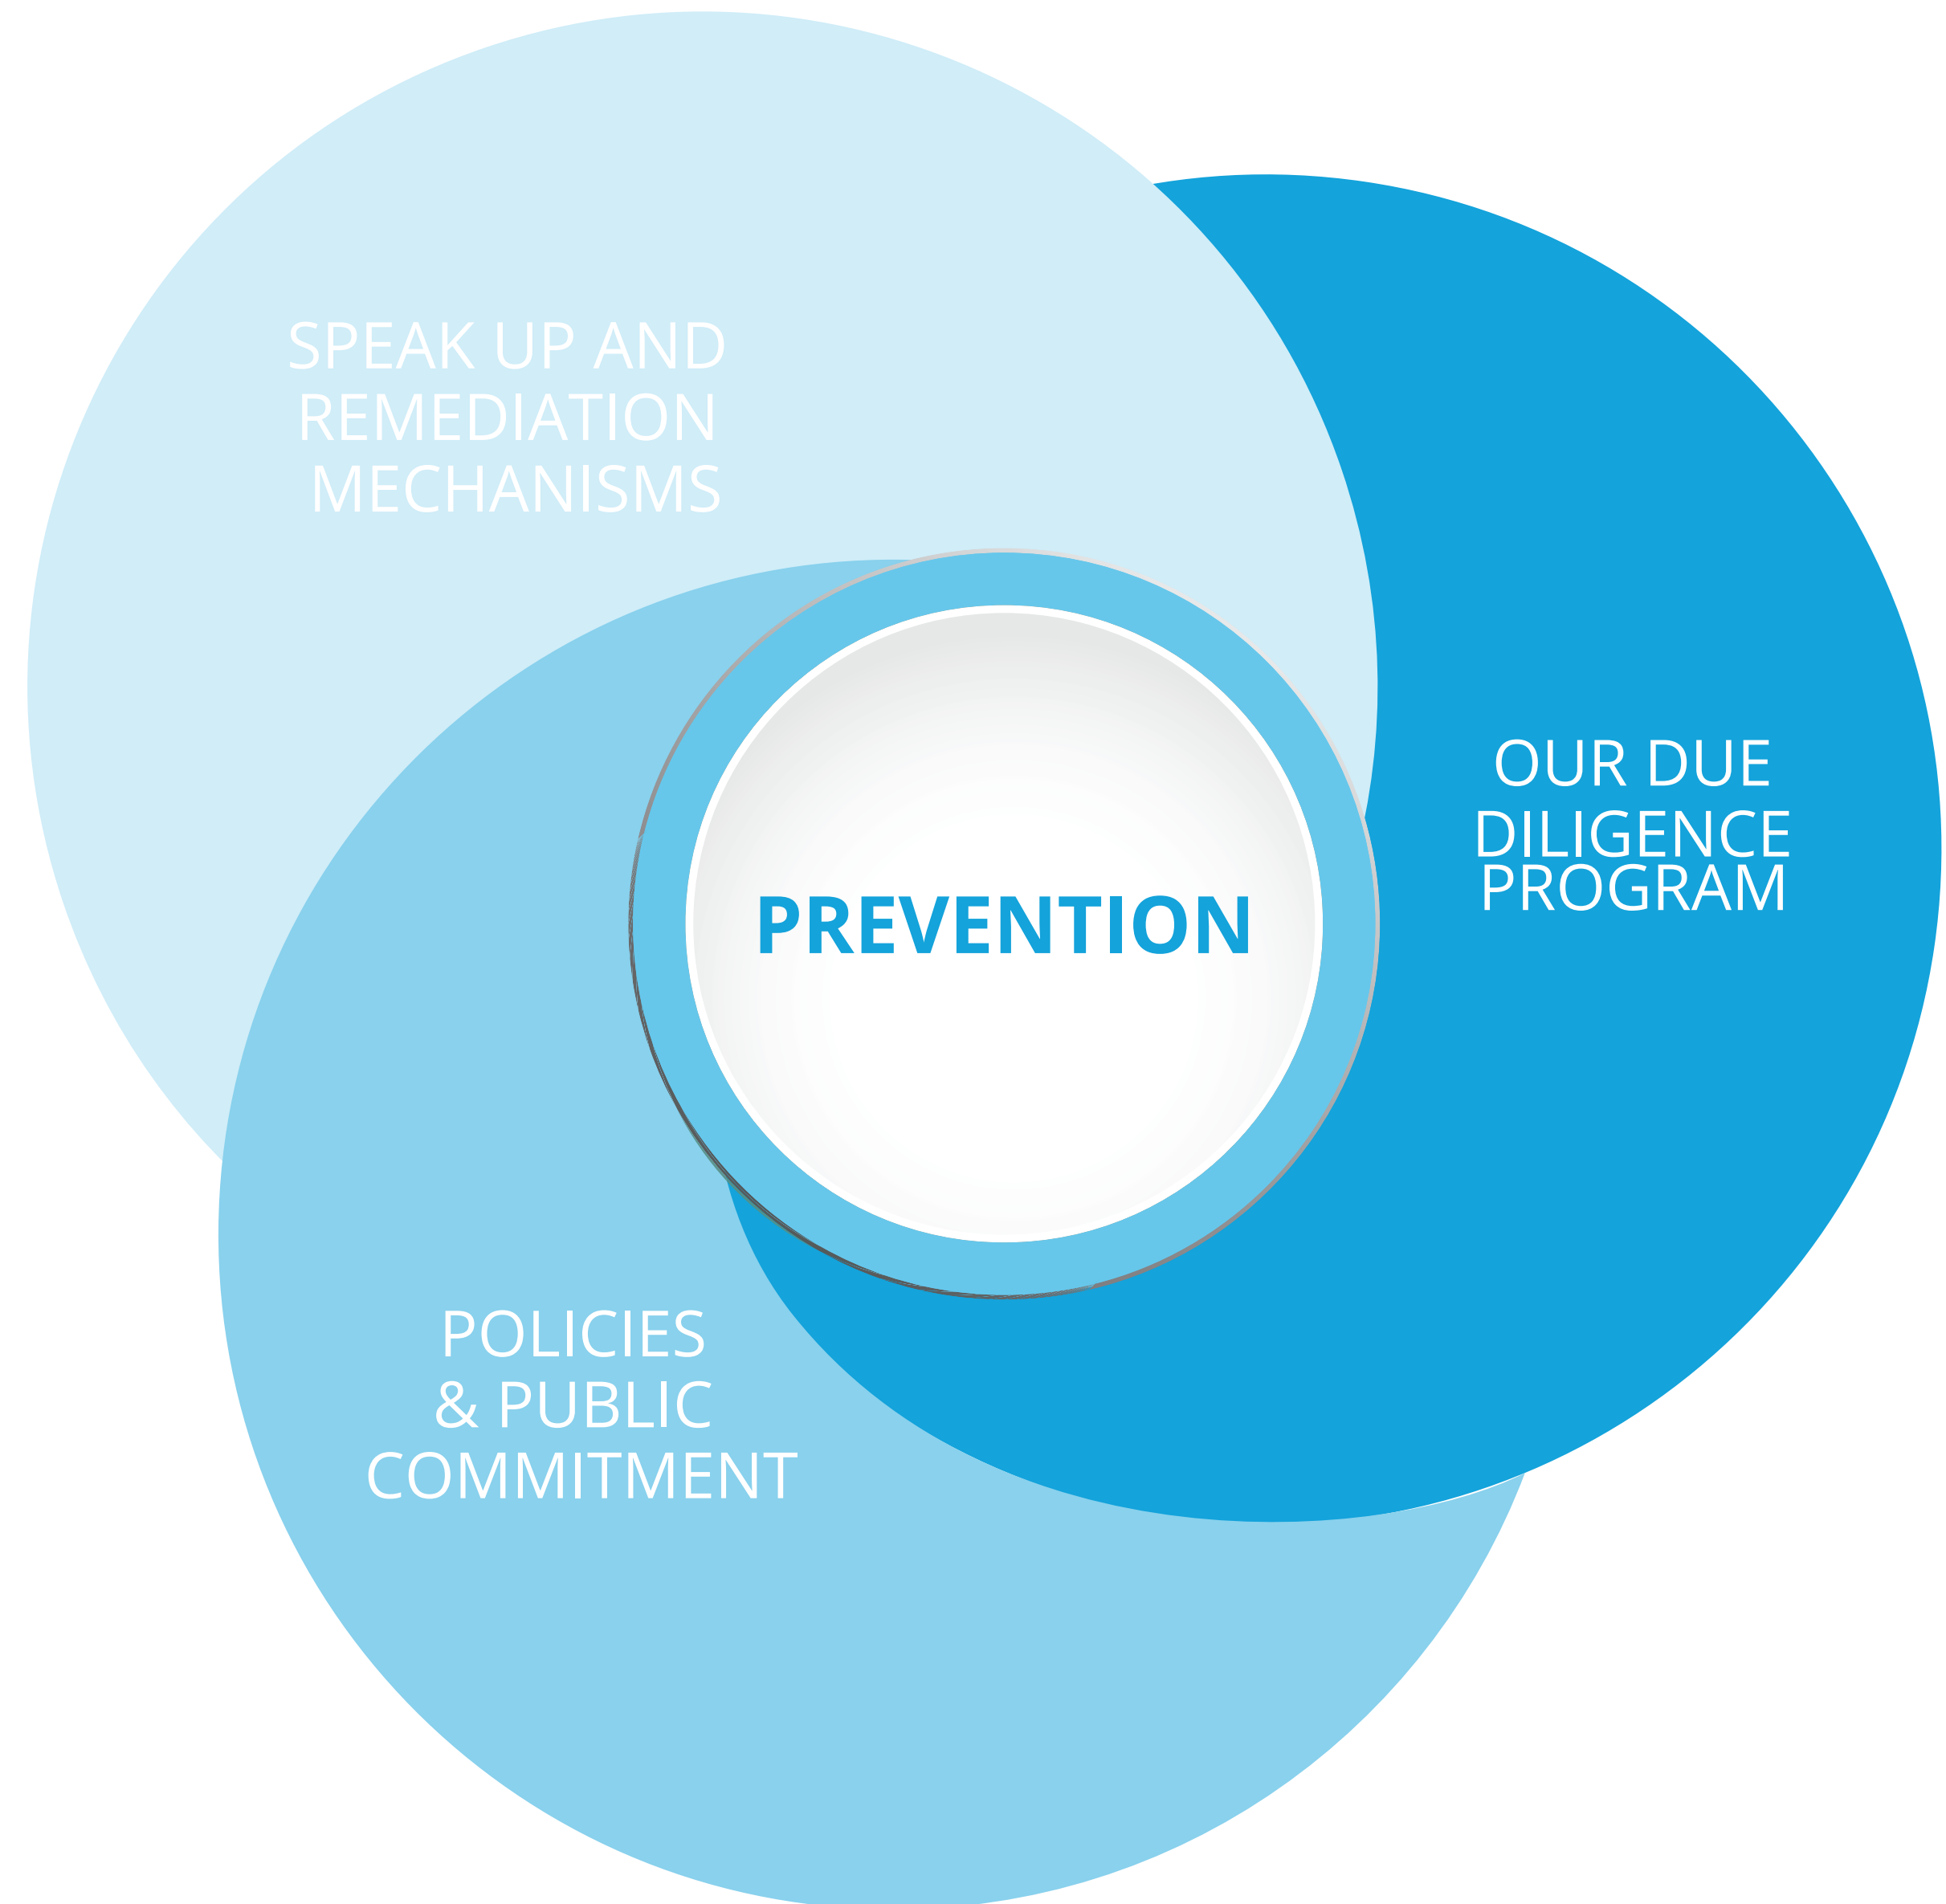 SPEAK UP AND
REMEDIATION
MECHANISMS
OUR DUE
DILIGENCE
PROGRAM
PREVENTION
POLICIES
& PUBLIC
COMMITMENT